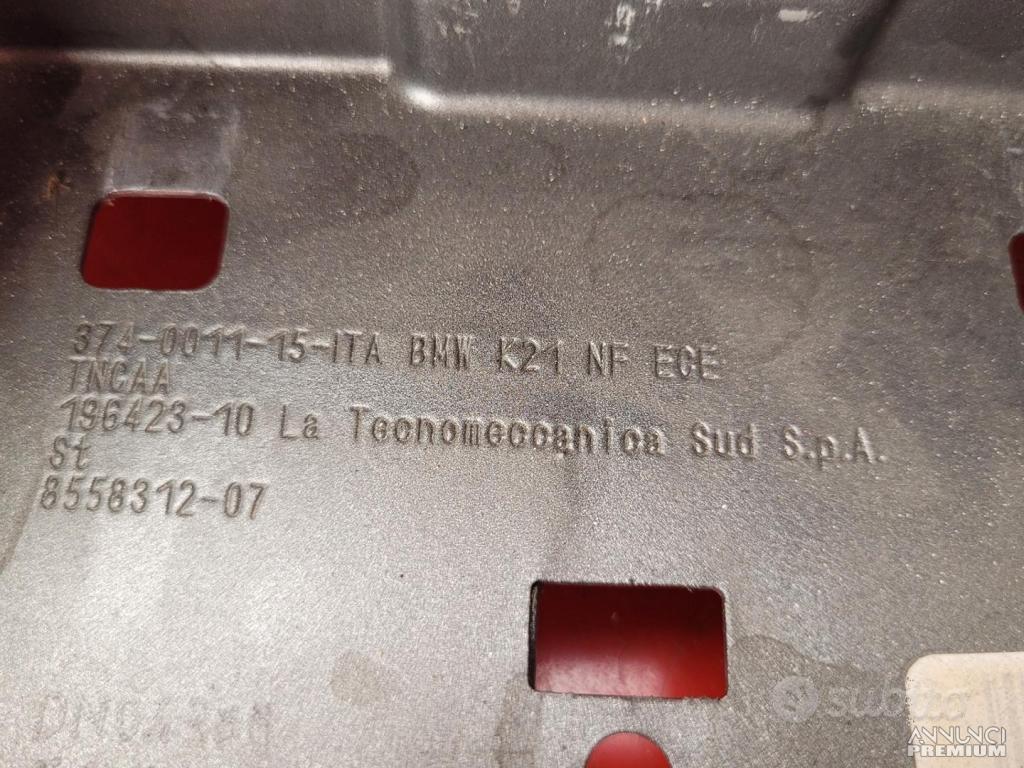 374-0011-15-ITA BMW K21 NF ECE
TNCAA
196423-10 La Tecnomeccanica Sud S.p.A.
St
8558312-07
subito
ANNUNCI
PREMIUM